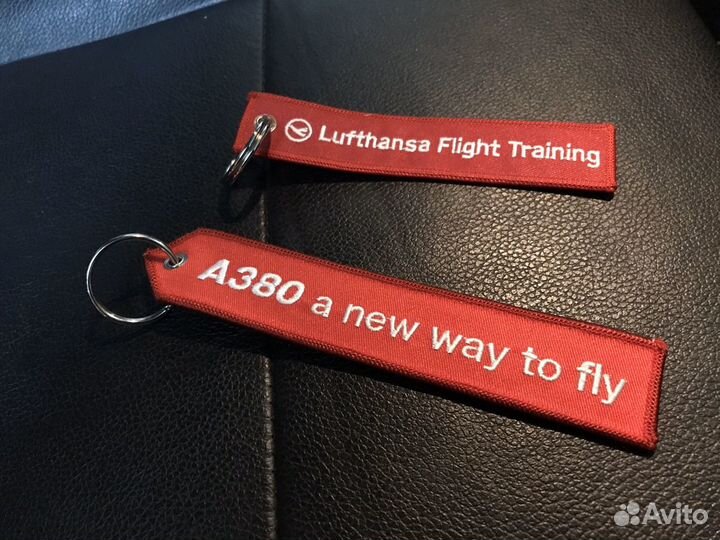 Lufthansa Flight Training
A380 a new way to fly
Avito